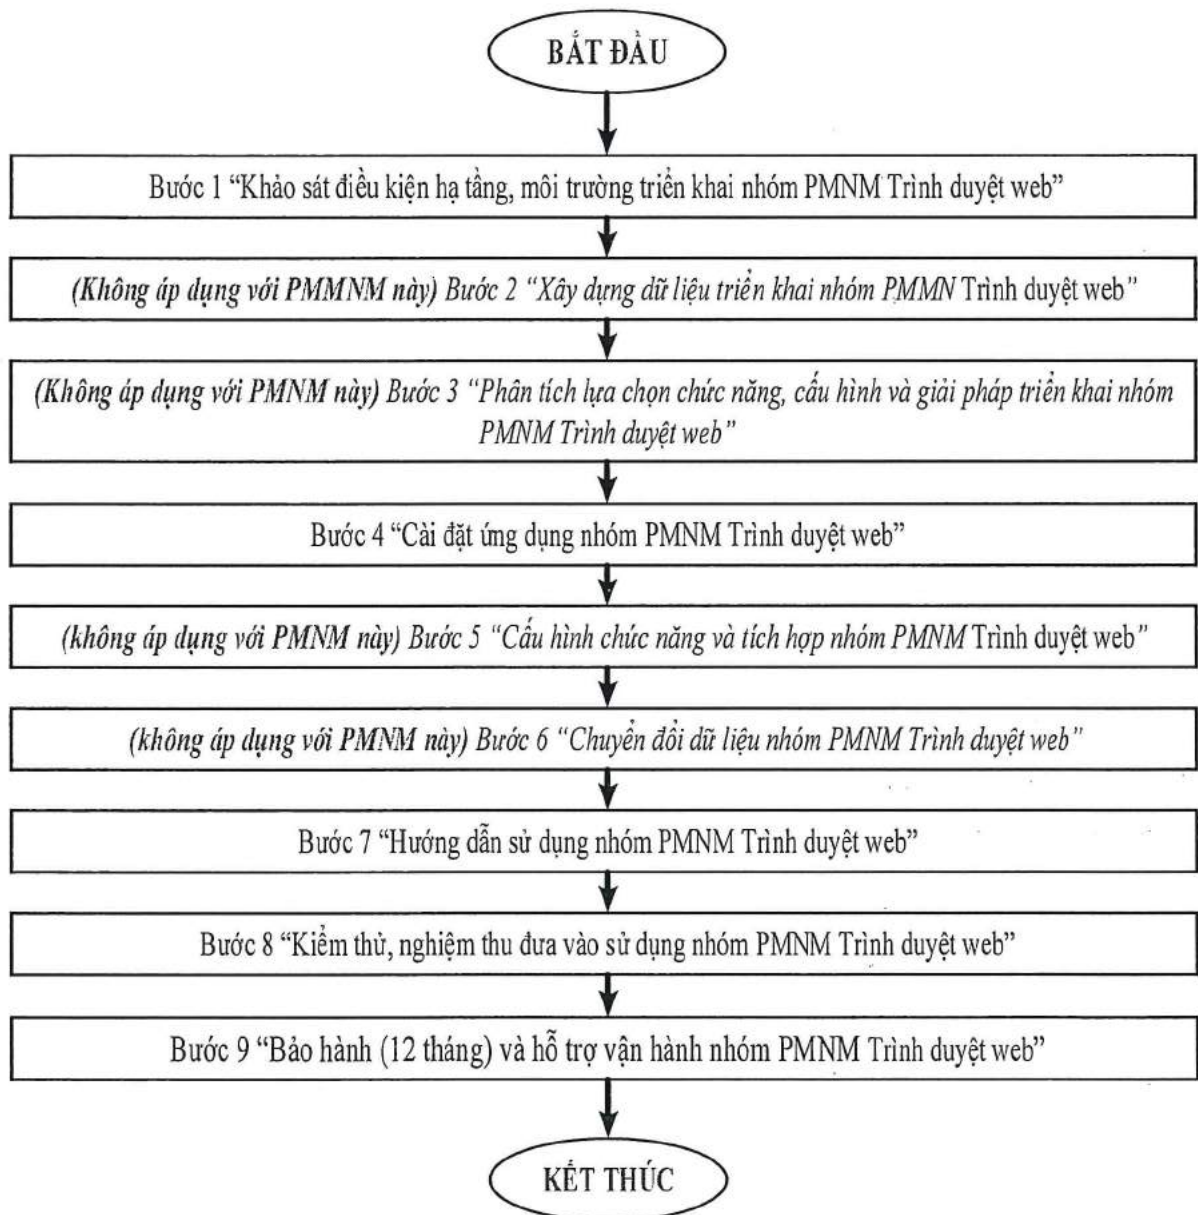 BẮT ĐẦU
Bước 1 “Khảo sát điều kiện hạ tầng, môi trường triển khai nhóm PMNM Trình duyệt web”
(Không áp dụng với PMMNM này) Bước 2 “Xây dựng dữ liệu triển khai nhóm PMMN Trình duyệt web”
(Không áp dụng với PMNM này) Bước 3 “Phân tích lựa chọn chức năng, cấu hình và giải pháp triển khai nhóm
PMNM Trình duyệt web”
Bước 4 “Cài đặt ứng dụng nhóm PMNM Trình duyệt web”
(không áp dụng với PMNM này) Bước 5 “Cấu hình chức năng và tích hợp nhóm PMNM Trình duyệt web”
(không áp dụng với PMNM này) Bước 6 “Chuyển đổi dữ liệu nhóm PMNM Trình duyệt web”
Bước 7 “Hướng dẫn sử dụng nhóm PMNM Trình duyệt web”
Bước 8 “Kiểm thử, nghiệm thu đưa vào sử dụng nhóm PMNM Trình duyệt web”
Bước 9 “Bảo hành (12 tháng) và hỗ trợ vận hành nhóm PMNM Trình duyệt web”
KẾT THÚC